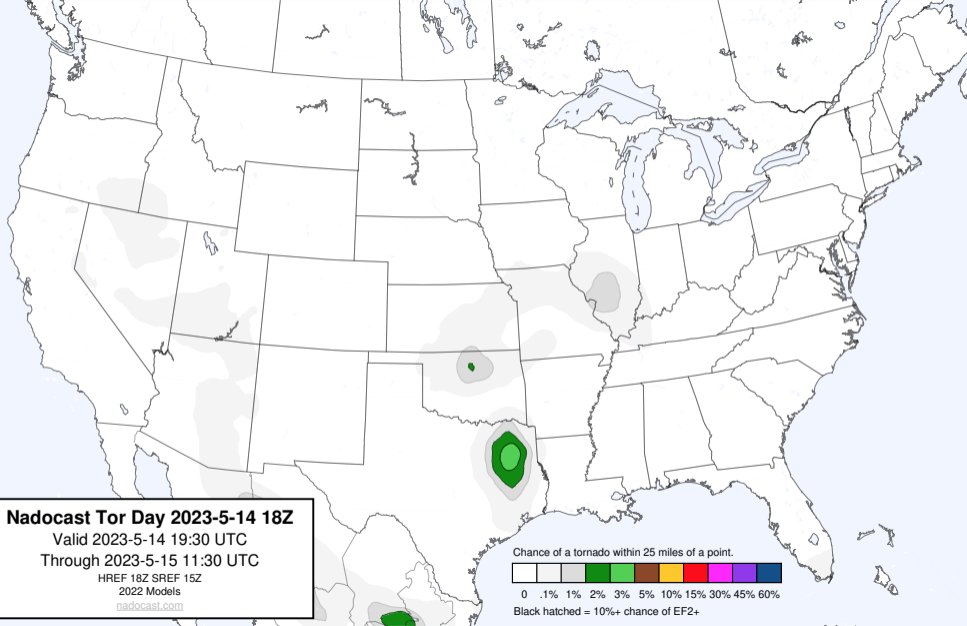 Nadocast Tor Day 2023-5-14 18Z
Valid 2023-5-14 19:30 UTC
Through 2023-5-15 11:30 UTC
HREF 18Z SREF 15Z
2022 Models
nadocast.com
Chance of a tornado within 25 miles of a point.
0 .1% 1% 2% 3% 5% 10% 15% 30% 45% 60%
Black hatched = 10%+ chance of EF2+